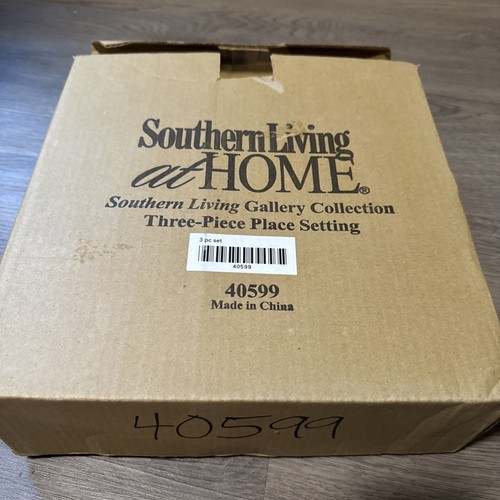 Southern Living
at HOME®
Southern Living Gallery Collection
Three-Piece Place Setting
3 pc set
40599
40599
Made in China
40599